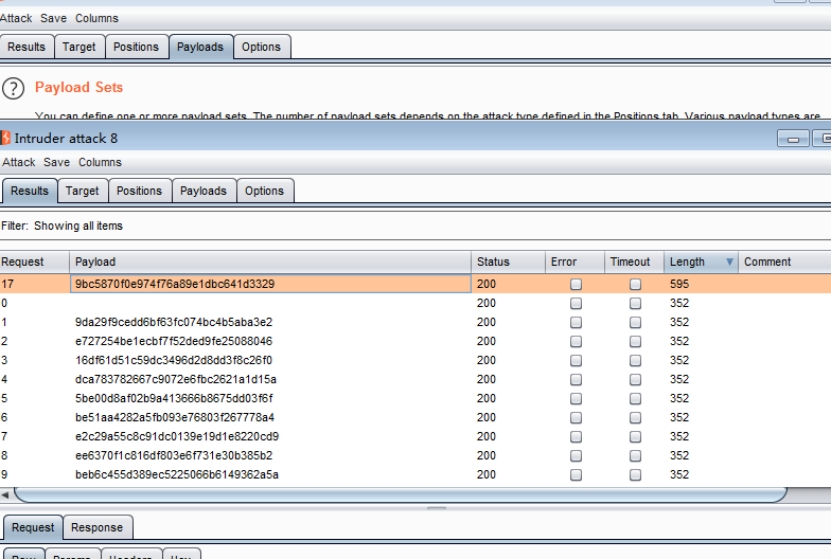 Attack Save Columns
Results Target Positions Payloads Options
? Payload Sets
You can define one or more payload sets. The number of payload sets depends on the attack type defined in the Positions tab. Various payload types are
Intruder attack 8
Attack Save Columns
Results Target Positions Payloads Options
Filter: Showing all items
Request Payload Status Error Timeout Length Comment
17 9bc5870f0e974f76a89e1dbc641d3329 200 595
0 200 352
1 9da29f9cedd6bf63fc074bc4b5aba3e2 200 352
2 e727254be1ecbf7f52ded9fe25088046 200 352
3 16df61d51c59dc3496d2d8dd3f8c26f0 200 352
4 dca783782667c9072e6fbc2621a1d15a 200 352
5 5be00d8af02b9a413666b8675dd03f6f 200 352
6 be51aa4282a5fb093e76803f267778a4 200 352
7 e2c29a55c8c91dc0139e19d1e8220cd9 200 352
8 ee6370f1c816df803e6f731e30b385b2 200 352
9 beb6c455d389ec5225066b6149362a5a 200 352
Request Response
Raw Params Headers Hex